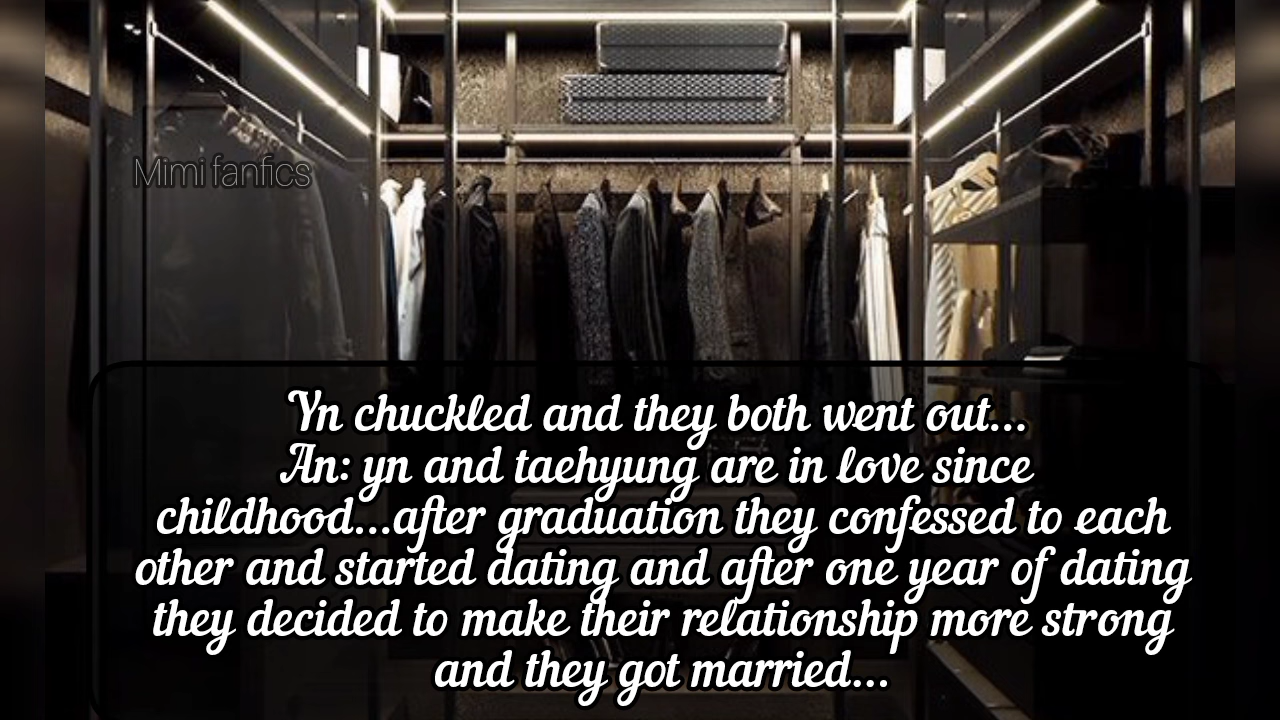 Mimi fanfics
Yn chuckled and they both went out...
An: yn and taehyung are in love since
childhood...after graduation they confessed to each
other and started dating and after one year of dating
they decided to make their relationship more strong
and they got married...